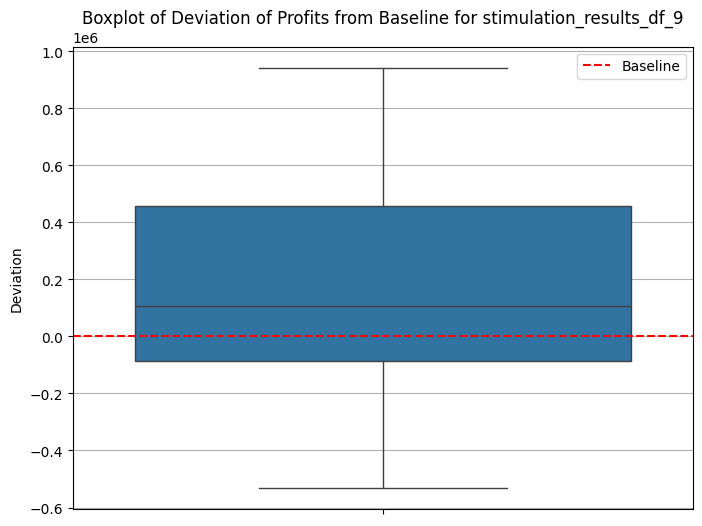 Boxplot of Deviation of Profits from Baseline for stimulation_results_df_9
1e6
1.0
Baseline
0.8
0.6
0.4
0.2
Deviation
0.0
−0.2
−0.4
−0.6